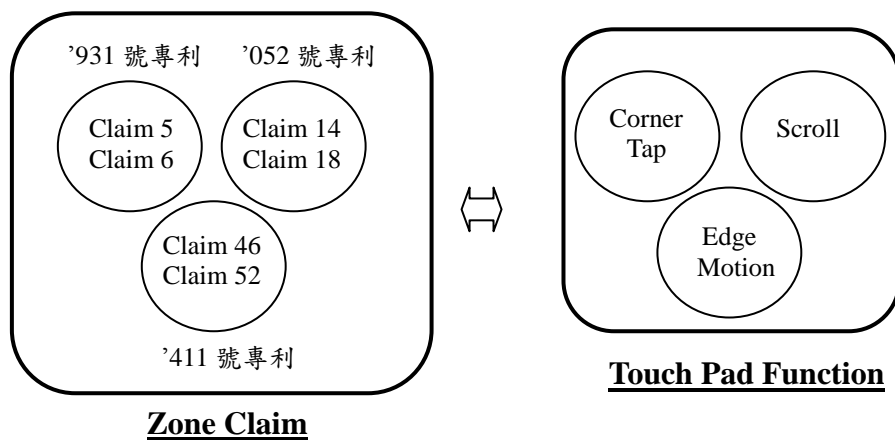 ’931 號專利
’052 號專利
Claim 5
Claim 6
Claim 14
Claim 18
Claim 46
Claim 52
’411 號專利
Zone Claim
Corner
Tap
Scroll
Edge
Motion
Touch Pad Function